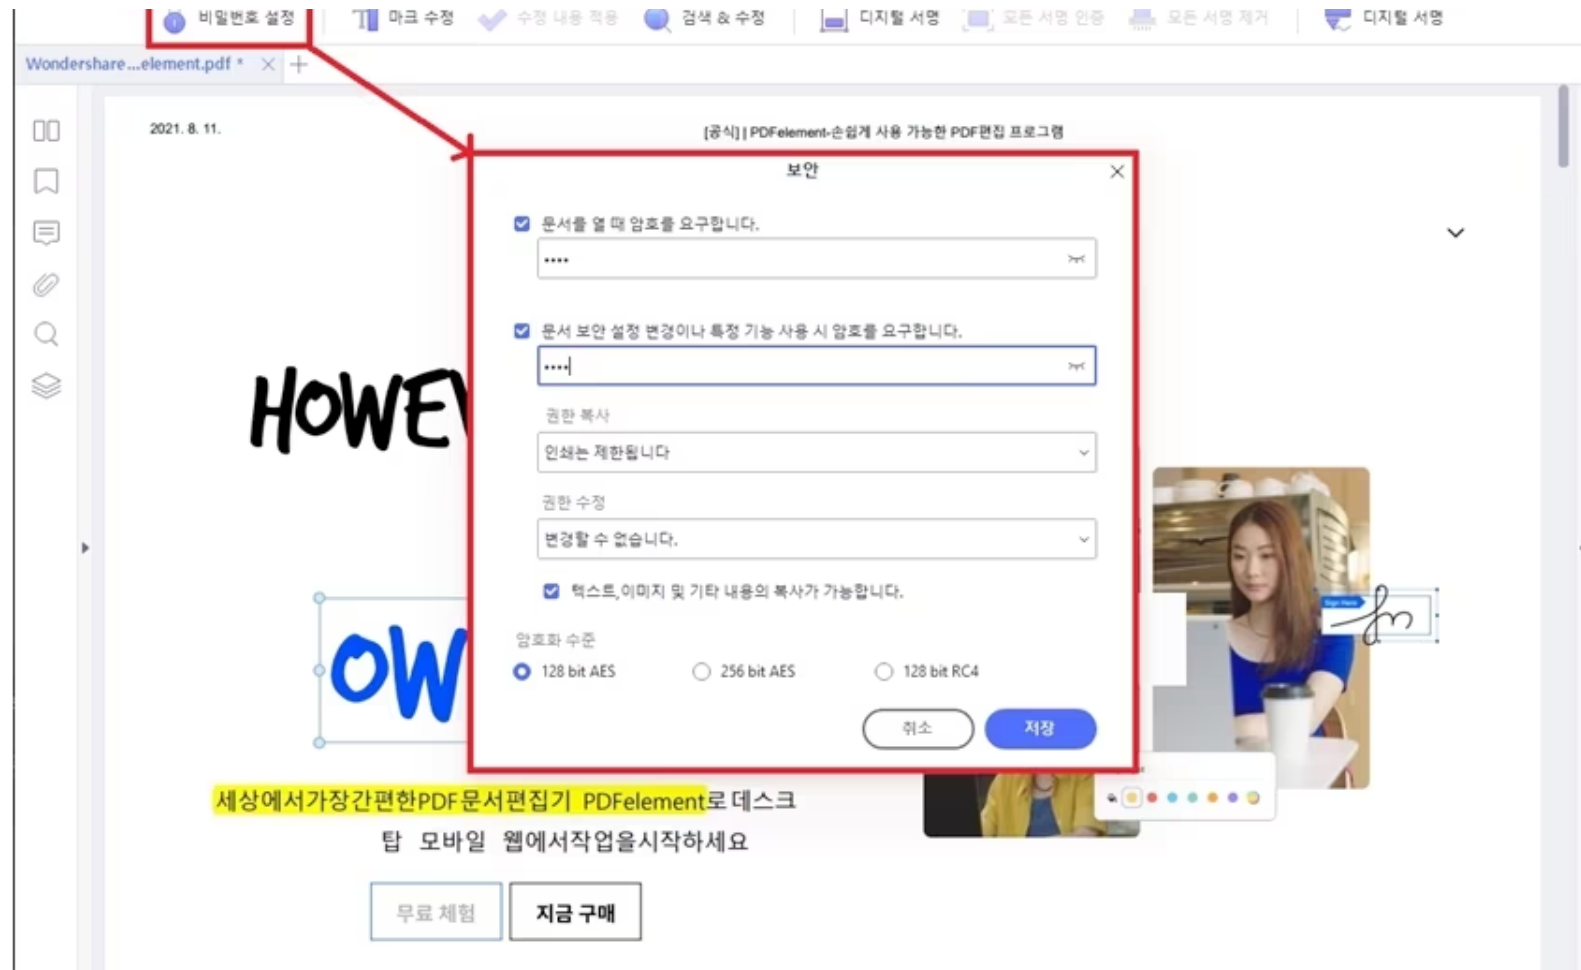 비밀번호 설정 마크 수정 수정 내용 적용 검색 & 수정 디지털 서명 모든 서명 인증 모든 서명 제거 디지털 서명
Wondershare...element.pdf * × +
2021. 8. 11.
[공식] | PDFelement-손쉽게 사용 가능한 PDF편집 프로그램
보안
문서를 열 때 암호를 요구합니다.
••••
문서 보안 설정 변경이나 특정 기능 사용 시 암호를 요구합니다.
••••
HOWEV
권한 복사
인쇄는 제한됩니다
권한 수정
변경할 수 없습니다.
텍스트,이미지 및 기타 내용의 복사가 가능합니다.
Sign Here
암호화 수준
128 bit AES 256 bit AES 128 bit RC4
OW
취소 저장
세상에서가장간편한PDF문서편집기 PDFelement로데스크
탑 모바일 웹에서작업을시작하세요
무료 체험 지금 구매